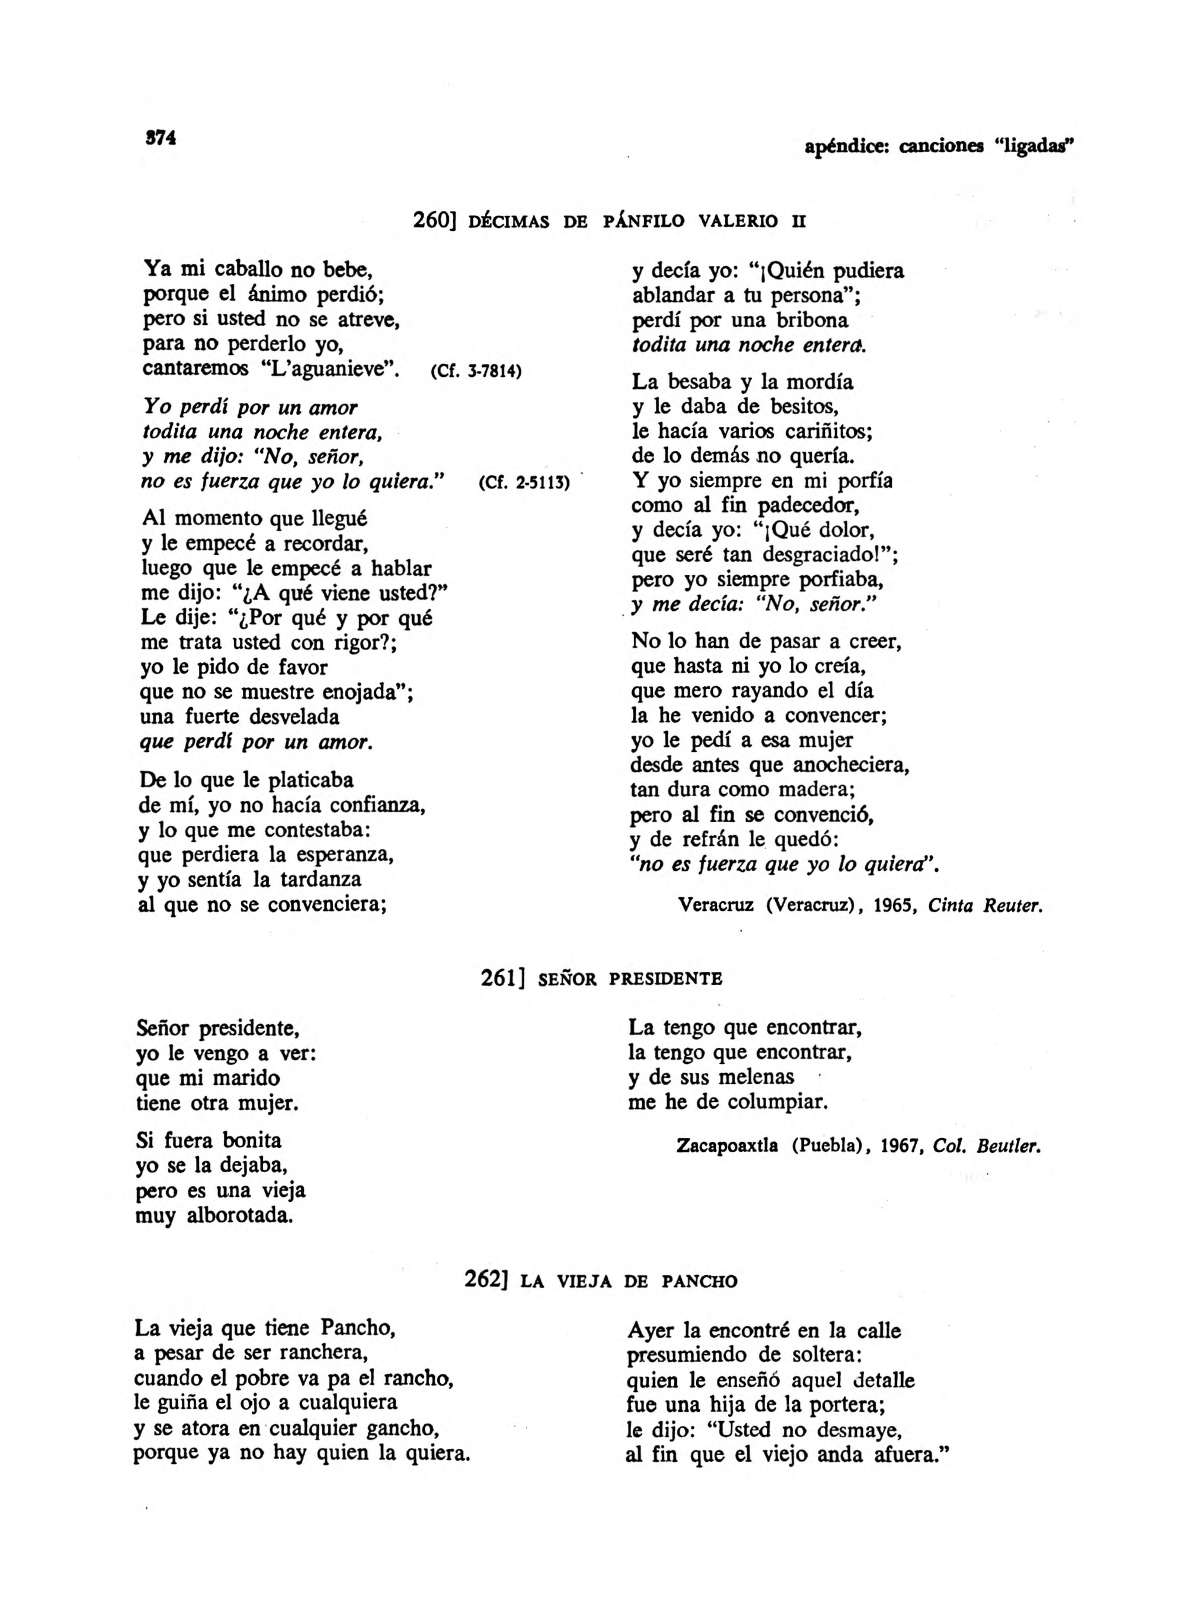 374
apéndice: canciones "ligadas"
260] DÉCIMAS DE PÁNFILO VALERIO II
Ya mi caballo no bebe,
porque el ánimo perdió;
pero si usted no se atreve,
para no perderlo yo,
cantaremos "L'aguanieve". (Cf. 3-7814)
Yo perdí por un amor
todita una noche entera,
y me dijo: "No, señor,
no es fuerza que yo lo quiera." (Cf. 2-5113)
Al momento que llegué
y le empecé a recordar,
luego que le empecé a hablar
me dijo: "¿A qué viene usted?"
Le dije: "¿Por qué y por qué
me trata usted con rigor?;
yo le pido de favor
que no se muestre enojada";
una fuerte desvelada
que perdí por un amor.
De lo que le platicaba
de mí, yo no hacía confianza,
y lo que me contestaba:
que perdiera la esperanza,
y yo sentía la tardanza
al que no se convenciera;
y decía yo: "¡Quién pudiera
ablandar a tu persona";
perdí por una bribona
todita una noche entera.
La besaba y la mordía
y le daba de besitos,
le hacía varios cariñitos;
de lo demás no quería.
Y yo siempre en mi porfía
como al fin padecedor,
y decía yo: "¡Qué dolor,
que seré tan desgraciado!";
pero yo siempre porfiaba,
y me decía: "No, señor."
No lo han de pasar a creer,
que hasta ni yo lo creía,
que mero rayando el día
la he venido a convencer;
yo le pedí a esa mujer
desde antes que anocheciera,
tan dura como madera;
pero al fin se convenció,
y de refrán le quedó:
"no es fuerza que yo lo quiera".
Veracruz (Veracruz), 1965, Cinta Reuter.
261] SEÑOR PRESIDENTE
Señor presidente,
yo le vengo a ver:
que mi marido
tiene otra mujer.
Si fuera bonita
yo se la dejaba,
pero es una vieja
muy alborotada.
La tengo que encontrar,
la tengo que encontrar,
y de sus melenas
me he de columpiar.
Zacapoaxtla (Puebla), 1967, Col. Beutler.
262] LA VIEJA DE PANCHO
La vieja que tiene Pancho,
a pesar de ser ranchera,
cuando el pobre va pa el rancho,
le guiña el ojo a cualquiera
y se atora en cualquier gancho,
porque ya no hay quien la quiera.
Ayer la encontré en la calle
presumiendo de soltera:
quien le enseñó aquel detalle
fue una hija de la portera;
le dijo: "Usted no desmaye,
al fin que el viejo anda afuera."